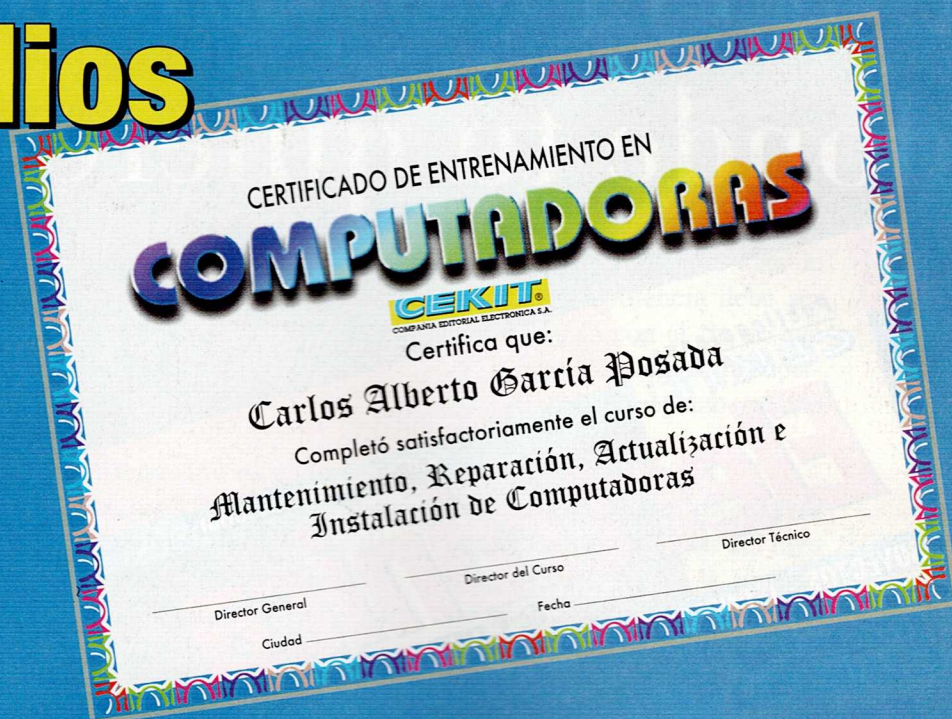 CERTIFICADO DE ENTRENAMIENTO EN
COMPUTADORAS
CEKIT®
COMPAÑIA EDITORIAL ELECTRONICA S.A.
Certifica que:
Carlos Alberto García Posada
Completó satisfactoriamente el curso de:
Mantenimiento, Reparación, Actualización e
Instalación de Computadoras
Director General
Director del Curso
Director Técnico
Ciudad
Fecha